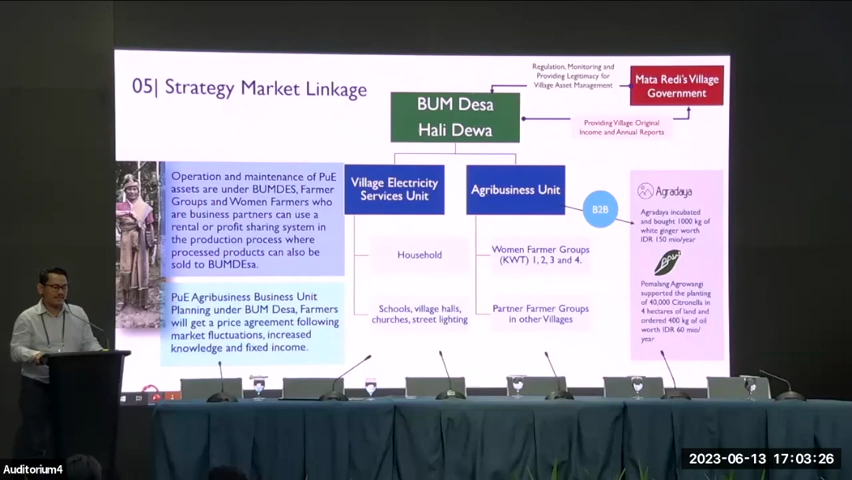 05| Strategy Market Linkage
BUM Desa
Hali Dewa
Regulation, Monitoring and
Providing Legitimacy for
Village Asset Management
Mata Redi's Village
Government
Providing Village Original
Income and Annual Reports
Operation and maintenance of PuE
assets are under BUMDES, Farmer
Groups and Women Farmers who
are business partners can use a
rental or profit sharing system in
the production process where
processed products can also be
sold to BUMDEsa.
PuE Agribusiness Business Unit
Planning under BUM Desa, Farmers
will get a price agreement following
market fluctuations, increased
knowledge and fixed income.
Village Electricity
Services Unit
Household
Schools, village halls,
churches, street lighting
Agribusiness Unit
Women Farmer Groups
(KWT) 1, 2, 3 and 4.
Partner Farmer Groups
in other Villages
B2B
Agradaya
Agradaya incubated
and bought 1000 kg of
white ginger worth
IDR 150 mio/year
Pemalang Agrowangi
supported the planting
of 40,000 Citronella in
4 hectares of land and
ordered 400 kg of oil
worth IDR 60 mio/
year
Auditorium4
2023-06-13 17:03:26